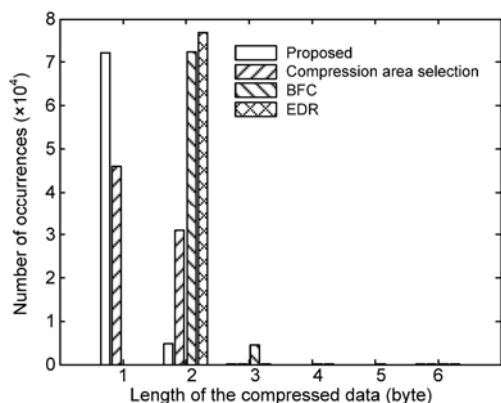 Number of occurrences (×10⁴)
8
7
6
5
4
3
2
1
0
Proposed
Compression area selection
BFC
EDR
1 2 3 4 5 6
Length of the compressed data (byte)